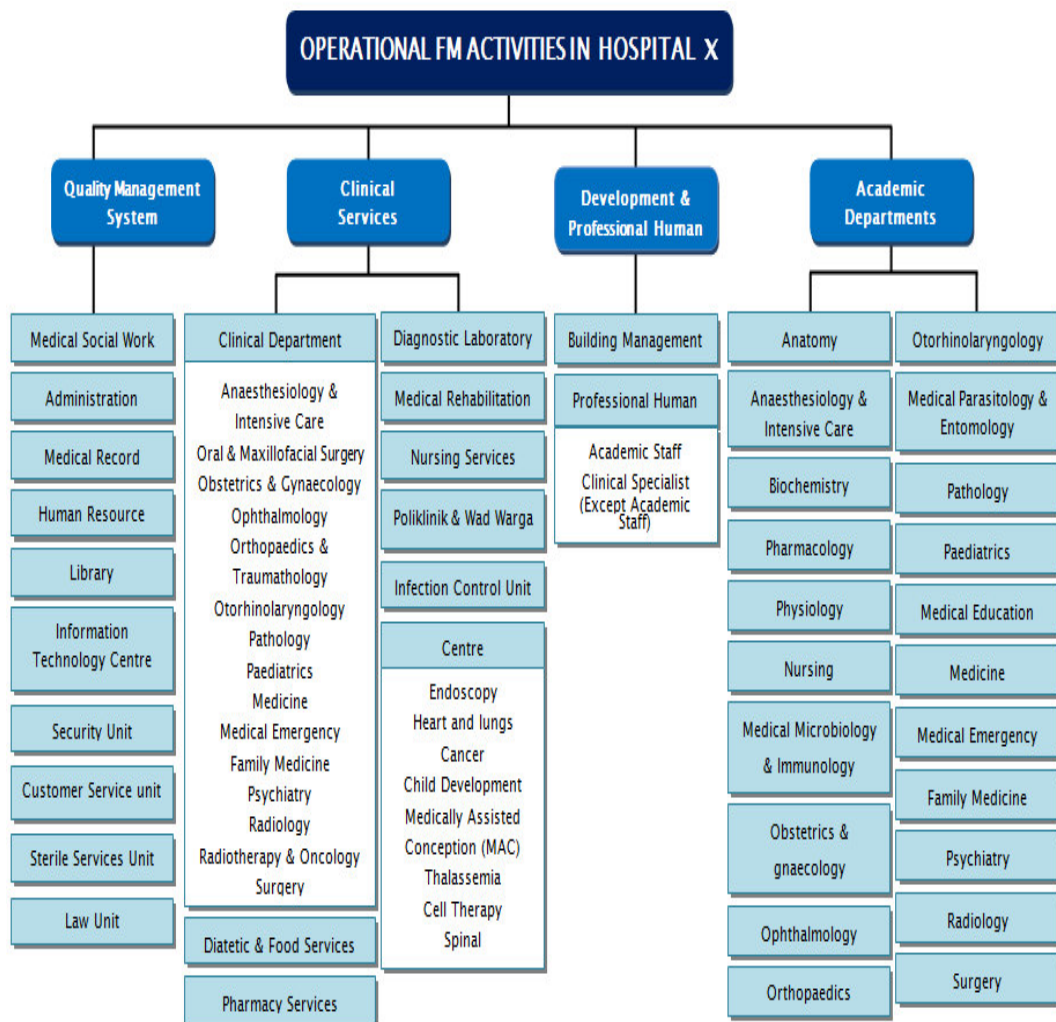 OPERATIONAL FM ACTIVITIES IN HOSPITAL X
Quality Management
System
Clinical
Services
Development &
Professional Human
Academic
Departments
Medical Social Work
Administration
Medical Record
Human Resource
Library
Information
Technology Centre
Security Unit
Customer Service unit
Sterile Services Unit
Law Unit
Clinical Department
Anaesthesiology &
Intensive Care
Oral & Maxillofacial Surgery
Obstetrics & Gynaecology
Ophthalmology
Orthopaedics &
Traumathology
Otorhinolaryngology
Pathology
Paediatrics
Medicine
Medical Emergency
Family Medicine
Psychiatry
Radiology
Radiotherapy & Oncology
Surgery
Diatetic & Food Services
Pharmacy Services
Diagnostic Laboratory
Medical Rehabilitation
Nursing Services
Poliklinik & Wad Warga
Infection Control Unit
Centre
Endoscopy
Heart and lungs
Cancer
Child Development
Medically Assisted
Conception (MAC)
Thalassemia
Cell Therapy
Spinal
Building Management
Professional Human
Academic Staff
Clinical Specialist
(Except Academic
Staff)
Anatomy
Anaesthesiology &
Intensive Care
Biochemistry
Pharmacology
Physiology
Nursing
Medical Microbiology
& Immunology
Obstetrics &
gnaecology
Ophthalmology
Orthopaedics
Otorhinolaryngology
Medical Parasitology &
Entomology
Pathology
Paediatrics
Medical Education
Medicine
Medical Emergency
Family Medicine
Psychiatry
Radiology
Surgery